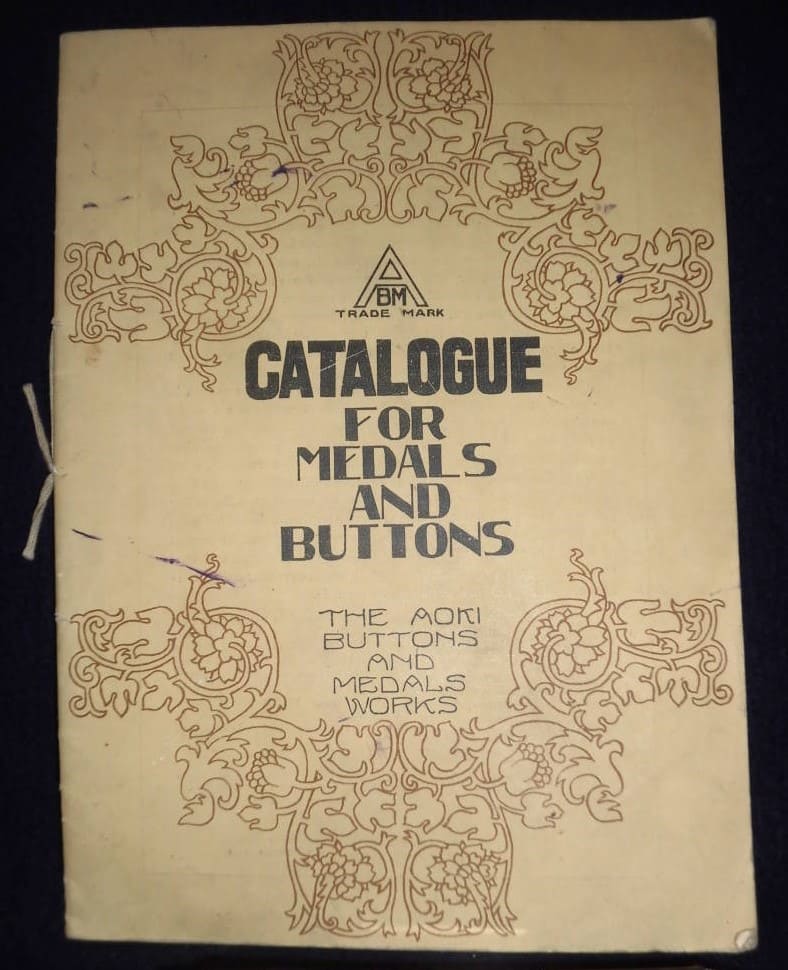 ABM
TRADE MARK
CATALOGUE
FOR
MEDALS
AND
BUTTONS
THE AOKI
BUTTONS
AND
MEDALS
WORKS